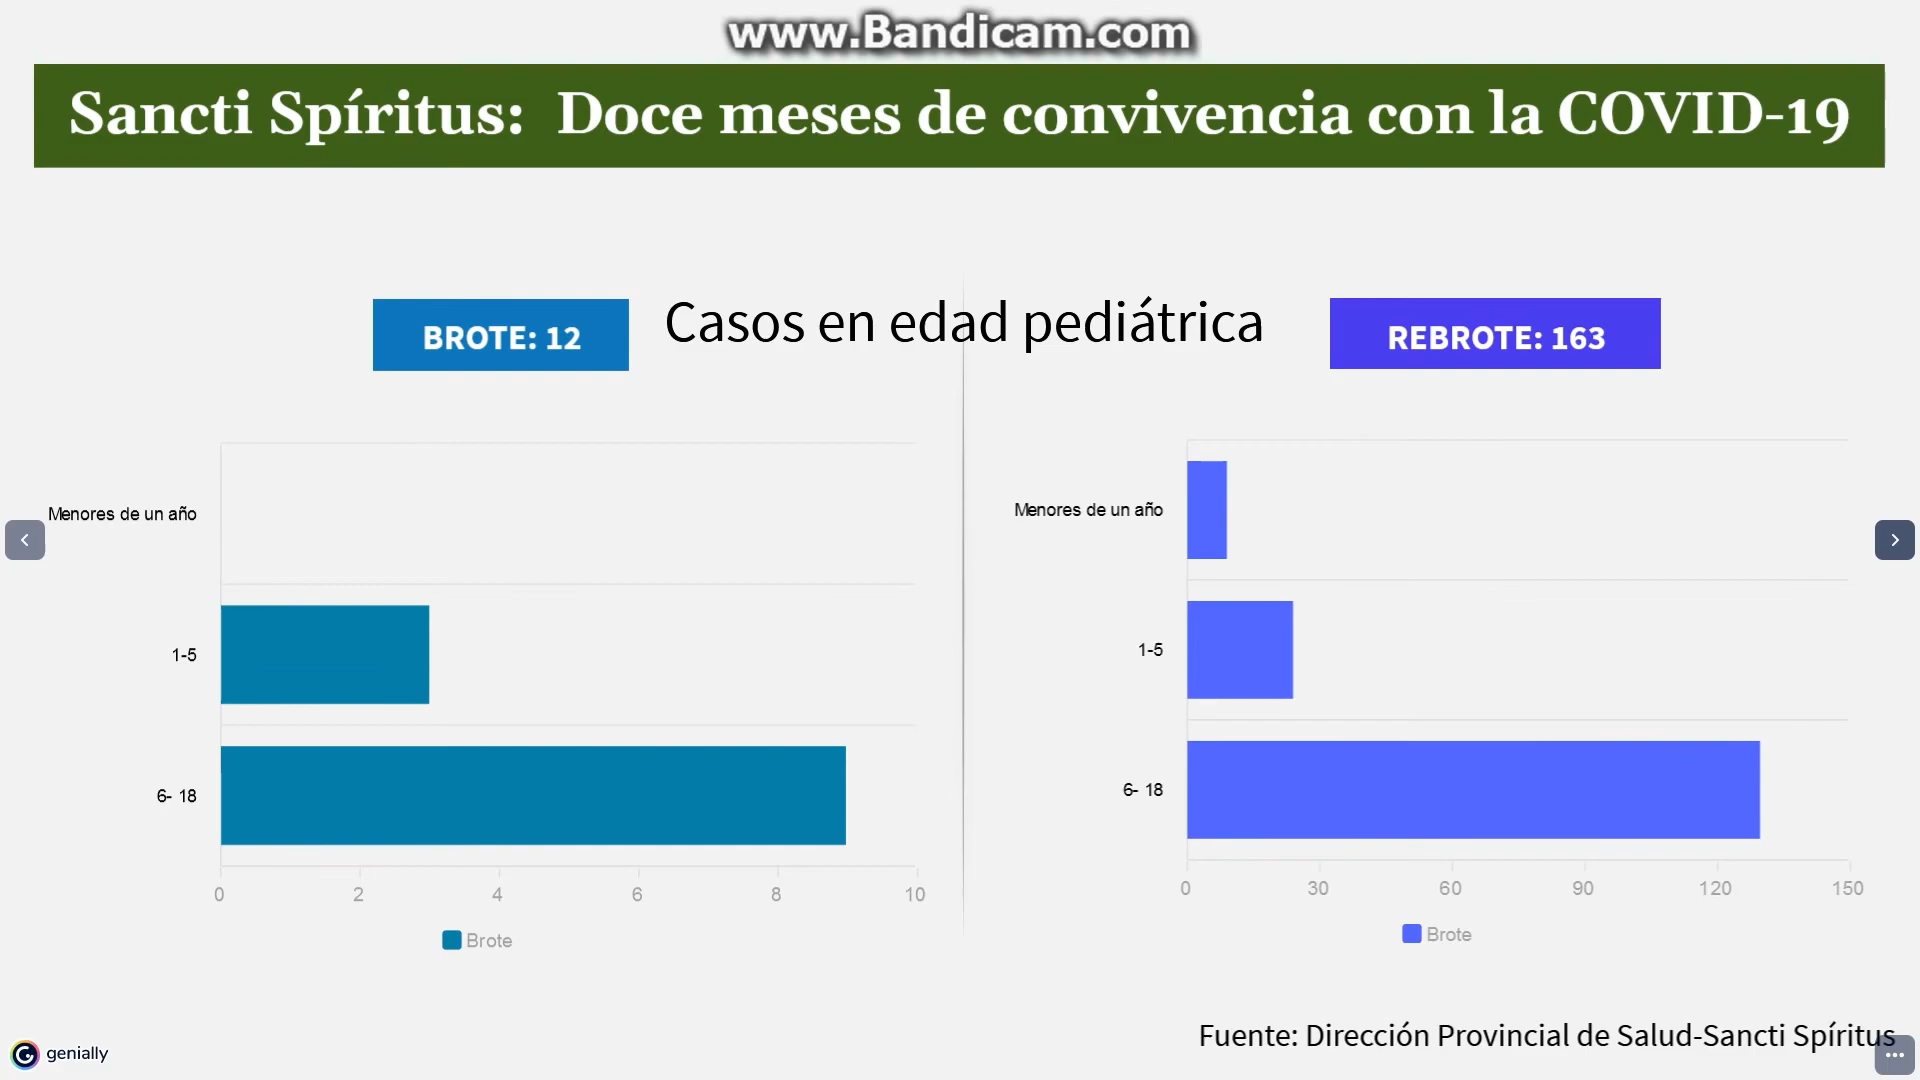 www.Bandicam.com
Sancti Spíritus: Doce meses de convivencia con la COVID-19
BROTE: 12
Casos en edad pediátrica
REBROTE: 163
Menores de un año
1-5
6- 18
0 2 4 6 8 10
Brote
Menores de un año
1-5
6- 18
0 30 60 90 120 150
Brote
Fuente: Dirección Provincial de Salud-Sancti Spíritus
genially